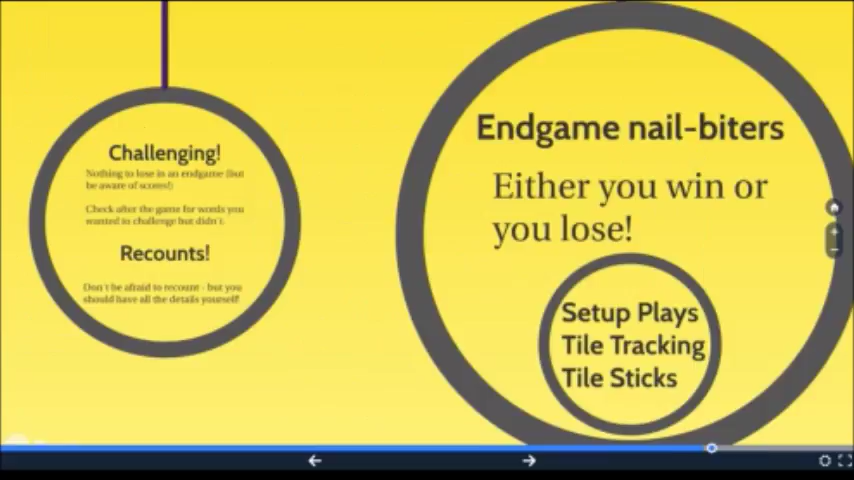 Challenging!
Nothing to lose in an endgame (but
be aware of scores!)
Check after the game for words you
wanted to challenge but didn't.
Recounts!
Don't be afraid to recount - but you
should have all the details yourself!
Endgame nail-biters
Either you win or
you lose!
Setup Plays
Tile Tracking
Tile Sticks